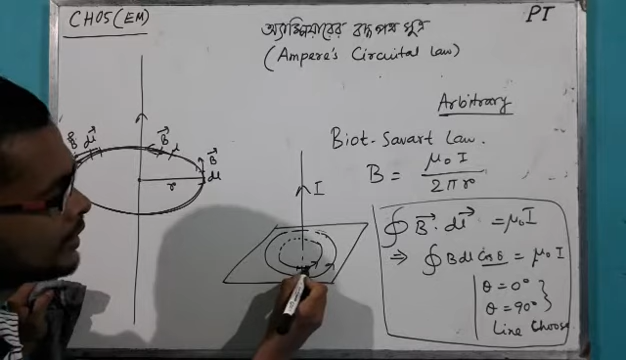 CH05 (EM)
PT
অ্যাম্পিয়ারের বদ্ধপথ সূত্র
(Ampere's Circuital law)
Arbitrary
Biot-Savart Law.
B = μ₀I / 2πr
∮ B⃗ · dl⃗ = μ₀I
⇒ ∮ Bdl cosθ = μ₀I
θ = 0°
θ = 90°
Line Choose
B⃗ dl⃗
B⃗
B⃗
dl
r
I